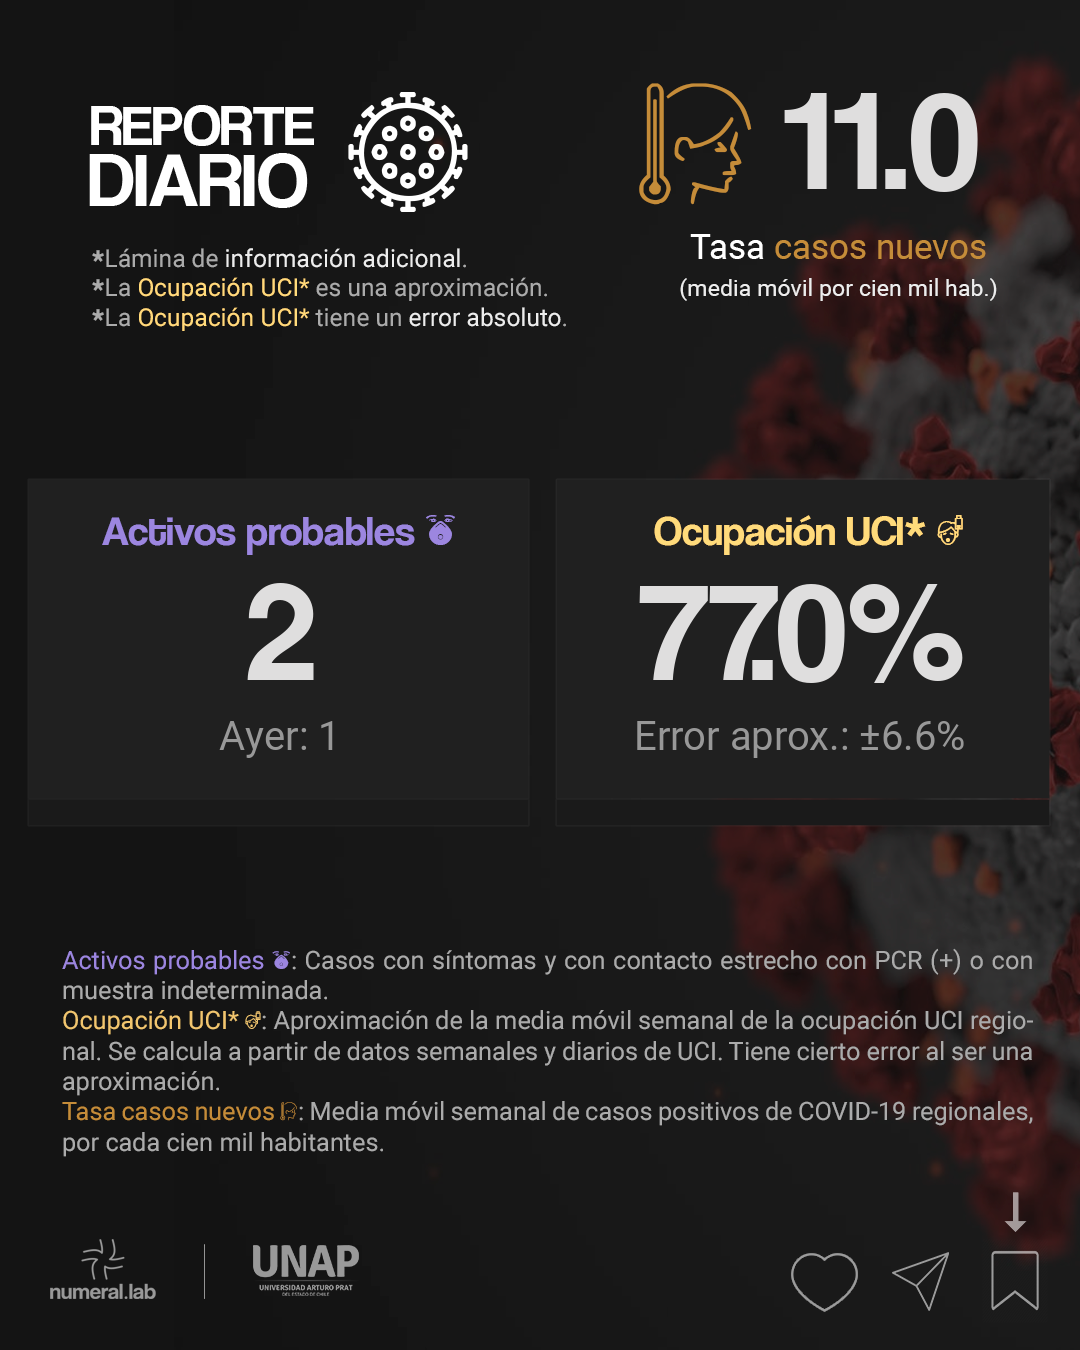 REPORTE
DIARIO
*Lámina de información adicional.
*La Ocupación UCI* es una aproximación.
*La Ocupación UCI* tiene un error absoluto.
11.0
Tasa casos nuevos
(media móvil por cien mil hab.)
Activos probables
2
Ayer: 1
Ocupación UCI*
77.0%
Error aprox.: ±6.6%
Activos probables : Casos con síntomas y con contacto estrecho con PCR (+) o con
muestra indeterminada.
Ocupación UCI* : Aproximación de la media móvil semanal de la ocupación UCI regio-
nal. Se calcula a partir de datos semanales y diarios de UCI. Tiene cierto error al ser una
aproximación.
Tasa casos nuevos : Media móvil semanal de casos positivos de COVID-19 regionales,
por cada cien mil habitantes.
numeral.lab
UNAP
UNIVERSIDAD ARTURO PRAT
DEL ESTADO DE CHILE